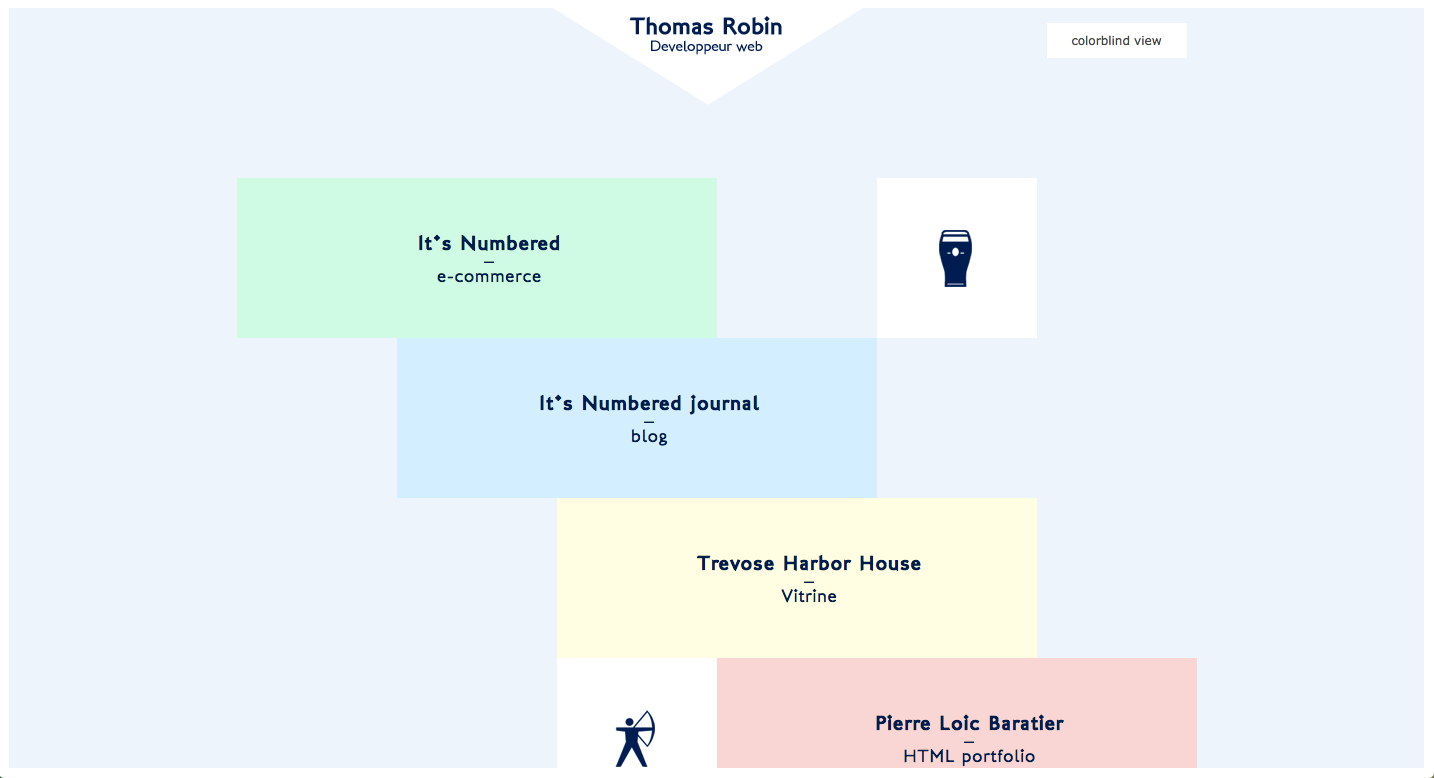 Thomas Robin
Developpeur web
colorblind view
It's Numbered
–
e-commerce
It's Numbered journal
–
blog
Trevose Harbor House
–
Vitrine
Pierre Loic Baratier
–
HTML portfolio